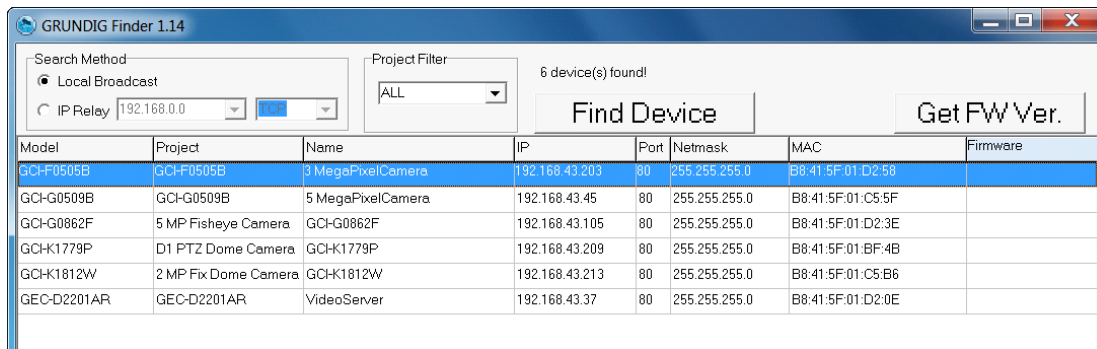 GRUNDIG Finder 1.14
Search Method
Local Broadcast
IP Relay 192.168.0.0 TCP
Project Filter
ALL
6 device(s) found!
Find Device
Get FW Ver.
Model Project Name IP Port Netmask MAC Firmware
GCI-F0505B GCI-F0505B 3 MegaPixelCamera 192.168.43.203 80 255.255.255.0 B8:41:5F:01:D2:58
GCI-G0509B GCI-G0509B 5 MegaPixelCamera 192.168.43.45 80 255.255.255.0 B8:41:5F:01:C5:5F
GCI-G0862F 5 MP Fisheye Camera GCI-G0862F 192.168.43.105 80 255.255.255.0 B8:41:5F:01:D2:3E
GCI-K1779P D1 PTZ Dome Camera GCI-K1779P 192.168.43.209 80 255.255.255.0 B8:41:5F:01:BF:4B
GCI-K1812W 2 MP Fix Dome Camera GCI-K1812W 192.168.43.213 80 255.255.255.0 B8:41:5F:01:C5:B6
GEC-D2201AR GEC-D2201AR VideoServer 192.168.43.37 80 255.255.255.0 B8:41:5F:01:D2:0E